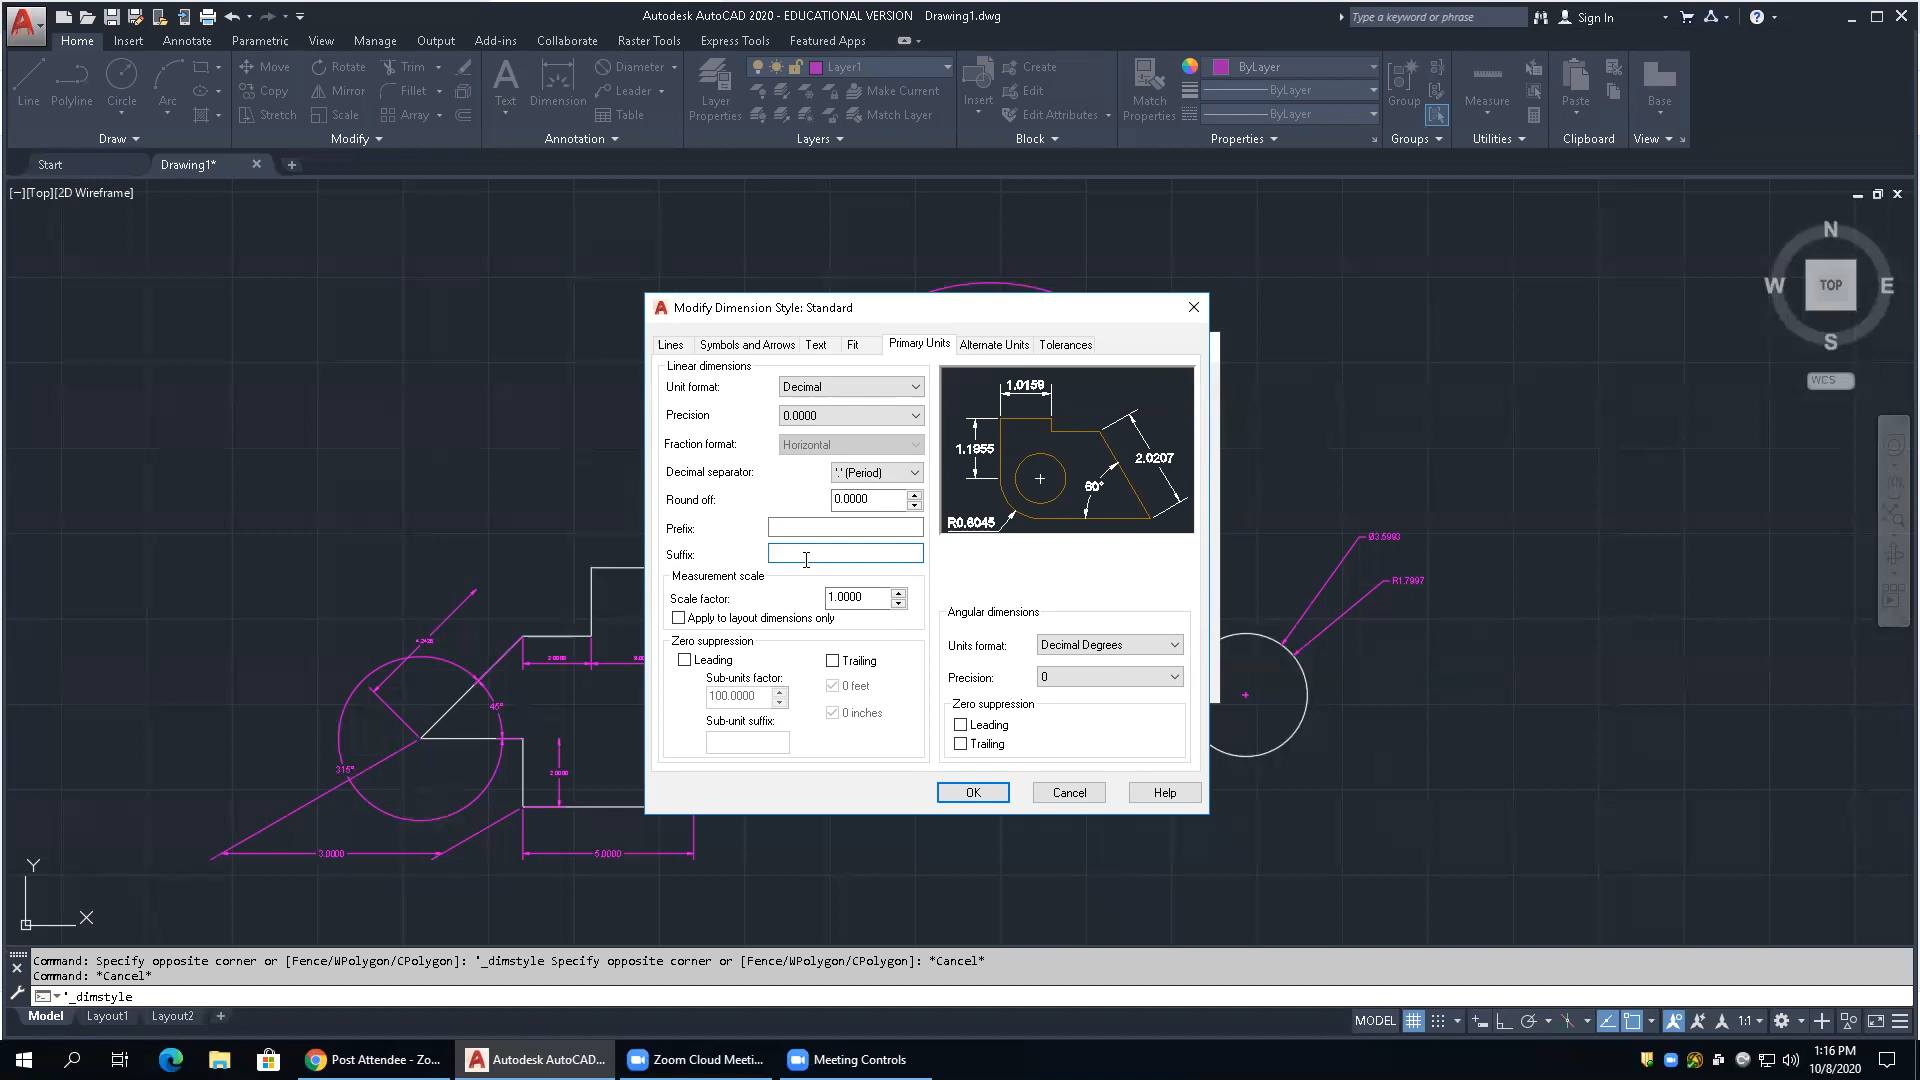 Autodesk AutoCAD 2020 - EDUCATIONAL VERSION Drawing1.dwg
Type a keyword or phrase
Sign In
Home Insert Annotate Parametric View Manage Output Add-ins Collaborate Raster Tools Express Tools Featured Apps
Line Polyline Circle Arc
Move Rotate Trim
Copy Mirror Fillet
Stretch Scale Array
Text Dimension
Diameter
Leader
Table
Layer Properties
Layer1
Make Current
Match Layer
Insert
Create
Edit
Edit Attributes
Match Properties
ByLayer
ByLayer
ByLayer
Group
Measure
Paste
Base
Draw Modify Annotation Layers Block Properties Groups Utilities Clipboard View
Start Drawing1*
[−][Top][2D Wireframe]
N
W TOP E
S
WCS
Modify Dimension Style: Standard
Lines Symbols and Arrows Text Fit Primary Units Alternate Units Tolerances
Linear dimensions
Unit format: Decimal
Precision 0.0000
Fraction format: Horizontal
Decimal separator: '.' (Period)
Round off: 0.0000
Prefix:
Suffix:
Measurement scale
Scale factor: 1.0000
Apply to layout dimensions only
Zero suppression
Leading
Trailing
Sub-units factor:
100.0000
0 feet
0 inches
Sub-unit suffix:
1.0159
1.1955
2.0207
60°
R0.8045
Angular dimensions
Units format: Decimal Degrees
Precision: 0
Zero suppression
Leading
Trailing
OK Cancel Help
Ø3.5993
R1.7997
2.0000
45°
315°
2.0000
3.0000
5.0000
Y
X
Command: Specify opposite corner or [Fence/WPolygon/CPolygon]: '_dimstyle Specify opposite corner or [Fence/WPolygon/CPolygon]: *Cancel*
Command: *Cancel*
'_dimstyle
Model Layout1 Layout2
MODEL 1:1
Post Attendee - Zo... Autodesk AutoCAD... Zoom Cloud Meeti... Meeting Controls
1:16 PM
10/8/2020